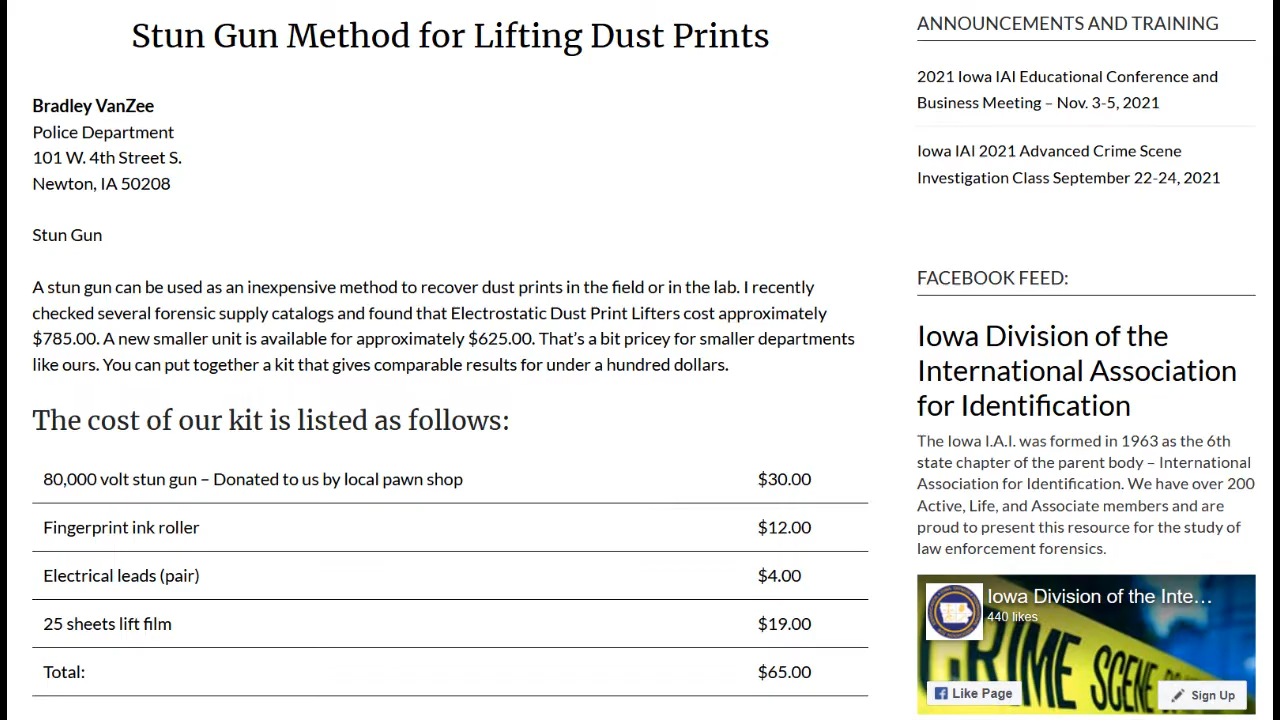 Stun Gun Method for Lifting Dust Prints
Bradley VanZee
Police Department
101 W. 4th Street S.
Newton, IA 50208
Stun Gun
A stun gun can be used as an inexpensive method to recover dust prints in the field or in the lab. I recently
checked several forensic supply catalogs and found that Electrostatic Dust Print Lifters cost approximately
$785.00. A new smaller unit is available for approximately $625.00. That's a bit pricey for smaller departments
like ours. You can put together a kit that gives comparable results for under a hundred dollars.
The cost of our kit is listed as follows:
80,000 volt stun gun – Donated to us by local pawn shop $30.00
Fingerprint ink roller $12.00
Electrical leads (pair) $4.00
25 sheets lift film $19.00
Total: $65.00
ANNOUNCEMENTS AND TRAINING
2021 Iowa IAI Educational Conference and
Business Meeting – Nov. 3-5, 2021
Iowa IAI 2021 Advanced Crime Scene
Investigation Class September 22-24, 2021
FACEBOOK FEED:
Iowa Division of the
International Association
for Identification
The Iowa I.A.I. was formed in 1963 as the 6th
state chapter of the parent body – International
Association for Identification. We have over 200
Active, Life, and Associate members and are
proud to present this resource for the study of
law enforcement forensics.
Iowa Division of the Inte...
440 likes
CRIME SCENE DO
Like Page
Sign Up